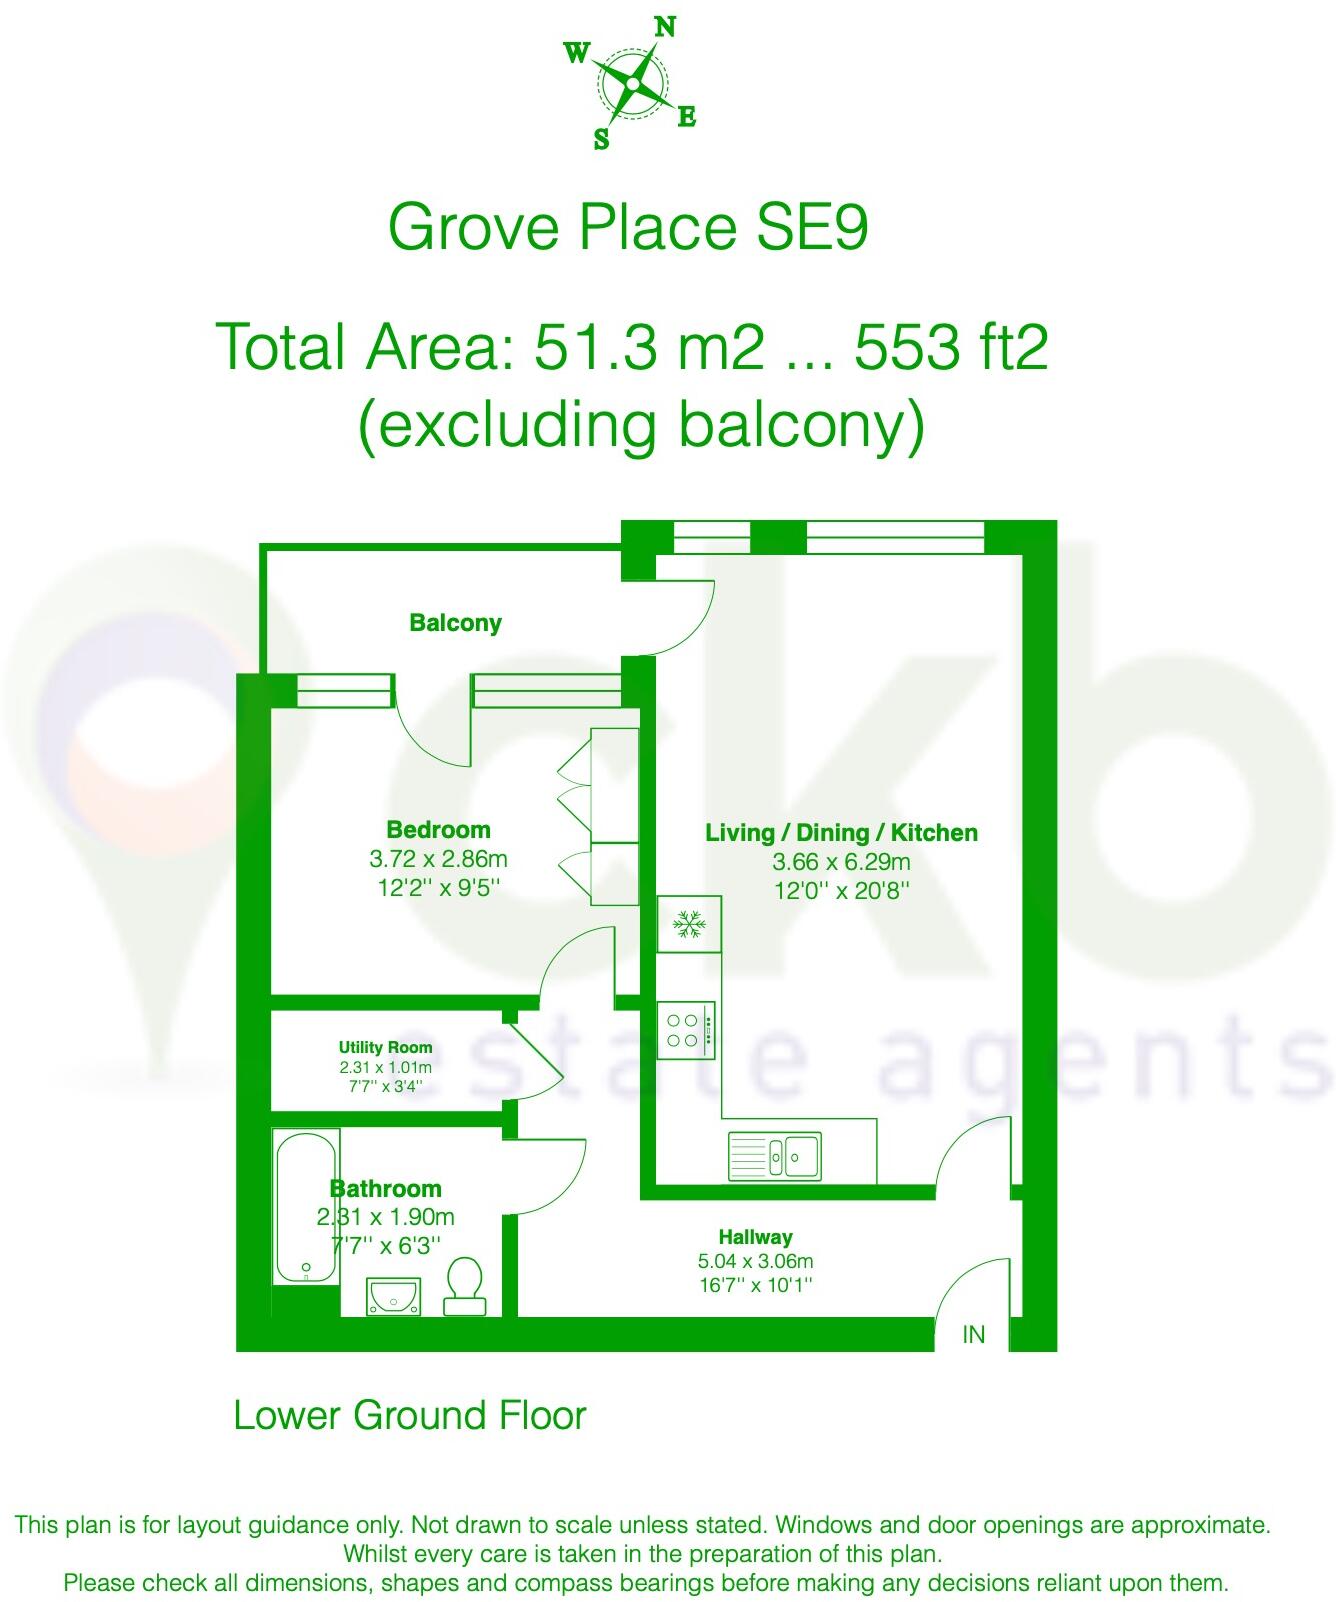 N
W
E
S
Grove Place SE9
Total Area: 51.3 m2 ... 553 ft2
(excluding balcony)
Balcony
Bedroom
3.72 x 2.86m
12'2'' x 9'5''
Living / Dining / Kitchen
3.66 x 6.29m
12'0'' x 20'8''
ckb
estate agents
Utility Room
2.31 x 1.01m
7'7'' x 3'4''
Bathroom
2.31 x 1.90m
7'7'' x 6'3''
Hallway
5.04 x 3.06m
16'7'' x 10'1''
IN
Lower Ground Floor
This plan is for layout guidance only. Not drawn to scale unless stated. Windows and door openings are approximate.
Whilst every care is taken in the preparation of this plan.
Please check all dimensions, shapes and compass bearings before making any decisions reliant upon them.